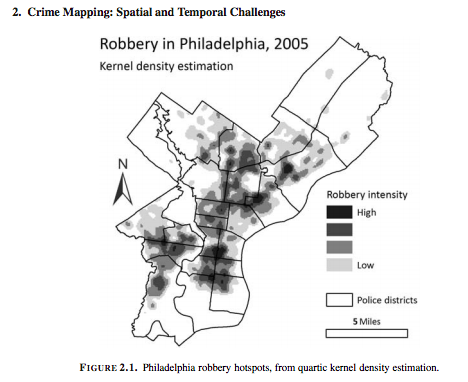 2. Crime Mapping: Spatial and Temporal Challenges
Robbery in Philadelphia, 2005
Kernel density estimation
N
Robbery intensity
High
Low
Police districts
5 Miles
FIGURE 2.1. Philadelphia robbery hotspots, from quartic kernel density estimation.